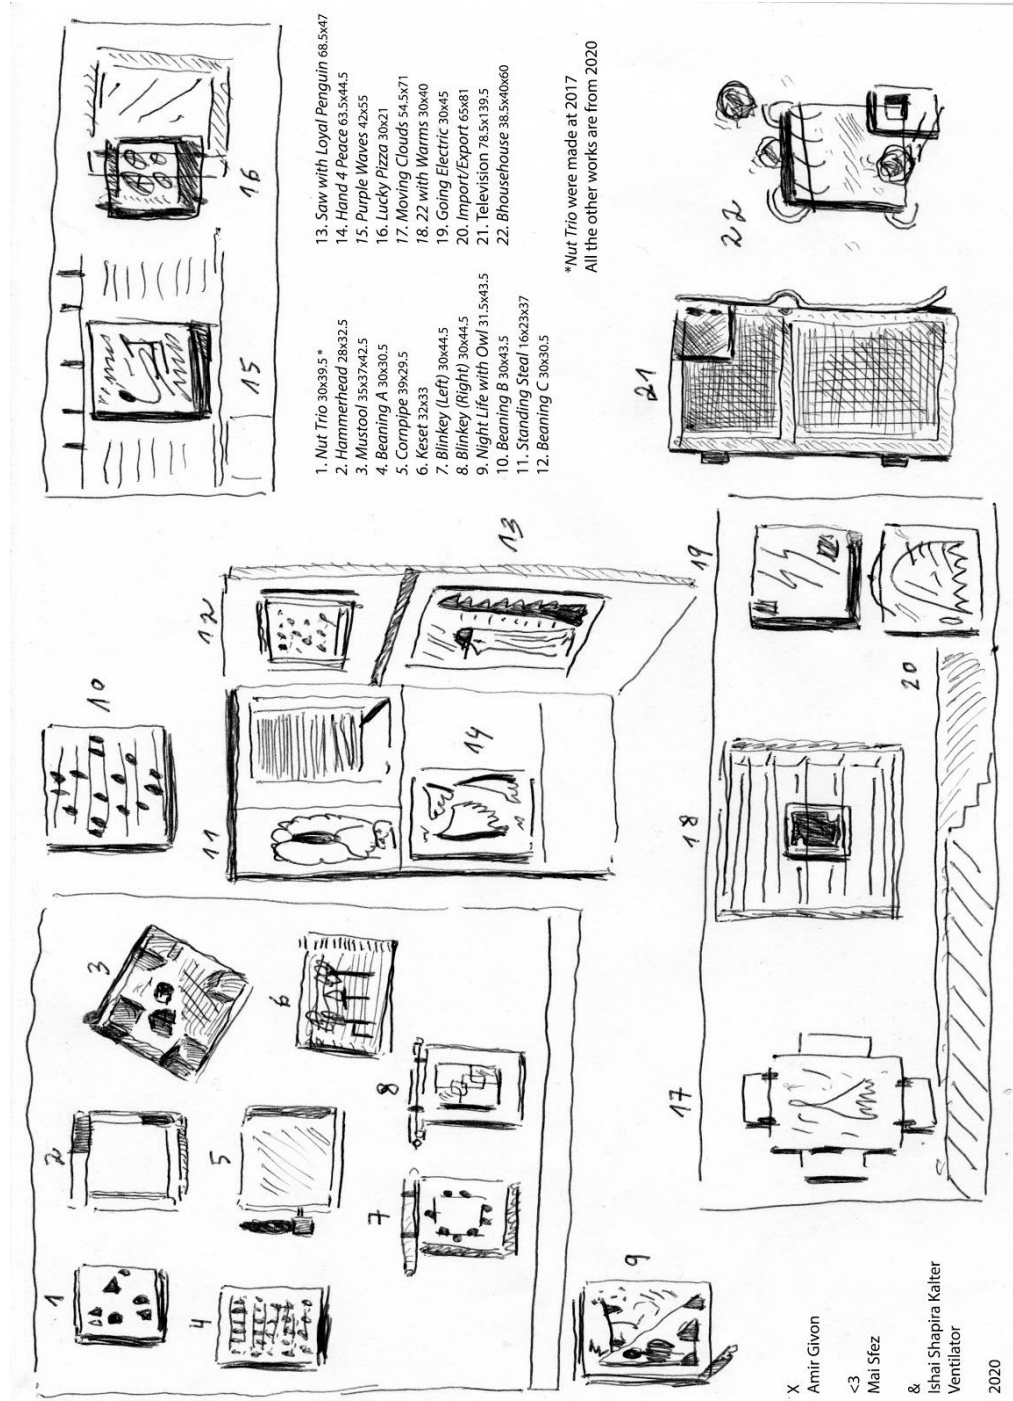 1. Nut Trio 30x39.5 *
2. Hammerhead 28x32.5
3. Mustool 35x37x42.5
4. Beaning A 30x30.5
5. Cornpipe 39x29.5
6. Keset 32x33
7. Blinkey (Left) 30x44.5
8. Blinkey (Right) 30x44.5
9. Night Life with Owl 31.5x43.5
10. Beaning B 30x43.5
11. Standing Steal 16x23x37
12. Beaning C 30x30.5
13. Saw with Loyal Penguin 68.5x47
14. Hand 4 Peace 63.5x44.5
15. Purple Waves 42x55
16. Lucky Pizza 30x21
17. Moving Clouds 54.5x71
18. 22 with Warms 30x40
19. Going Electric 30x45
20. Import/Export 65x81
21. Television 78.5x139.5
22. Bhousehouse 38.5x40x60
*Nut Trio were made at 2017
All the other works are from 2020
1
2
3
4
5
6
7
8
9
10
11
12
13
14
15
16
17
18
19
20
21
22
X
Amir Givon
<3
Mai Sfez
&
Ishai Shapira Kalter
Ventilator
2020